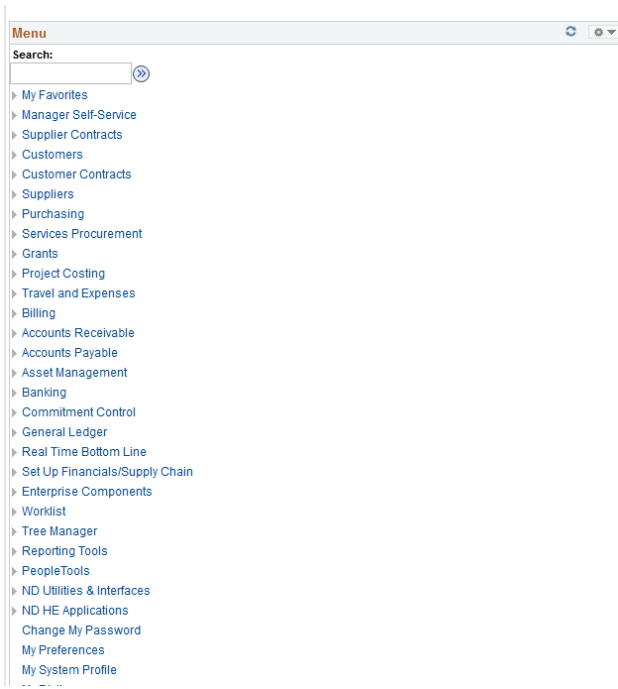 Menu
Search:
My Favorites
Manager Self-Service
Supplier Contracts
Customers
Customer Contracts
Suppliers
Purchasing
Services Procurement
Grants
Project Costing
Travel and Expenses
Billing
Accounts Receivable
Accounts Payable
Asset Management
Banking
Commitment Control
General Ledger
Real Time Bottom Line
Set Up Financials/Supply Chain
Enterprise Components
Worklist
Tree Manager
Reporting Tools
PeopleTools
ND Utilities & Interfaces
ND HE Applications
Change My Password
My Preferences
My System Profile